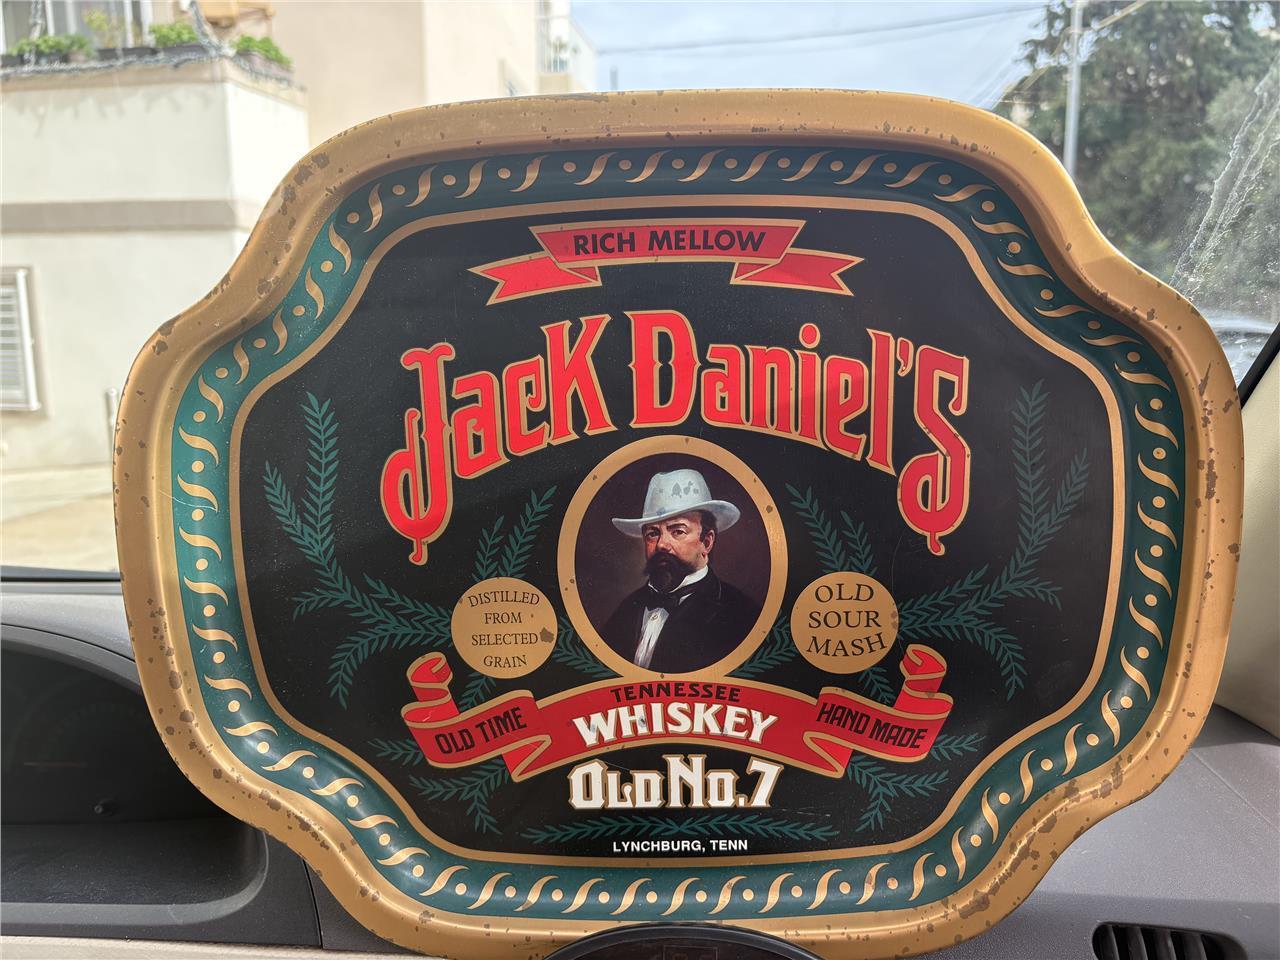 RICH MELLOW
Jack Daniel's
DISTILLED
FROM
SELECTED
GRAIN
OLD
SOUR
MASH
TENNESSEE
OLD TIME WHISKEY HAND MADE
OLD No. 7
LYNCHBURG, TENN